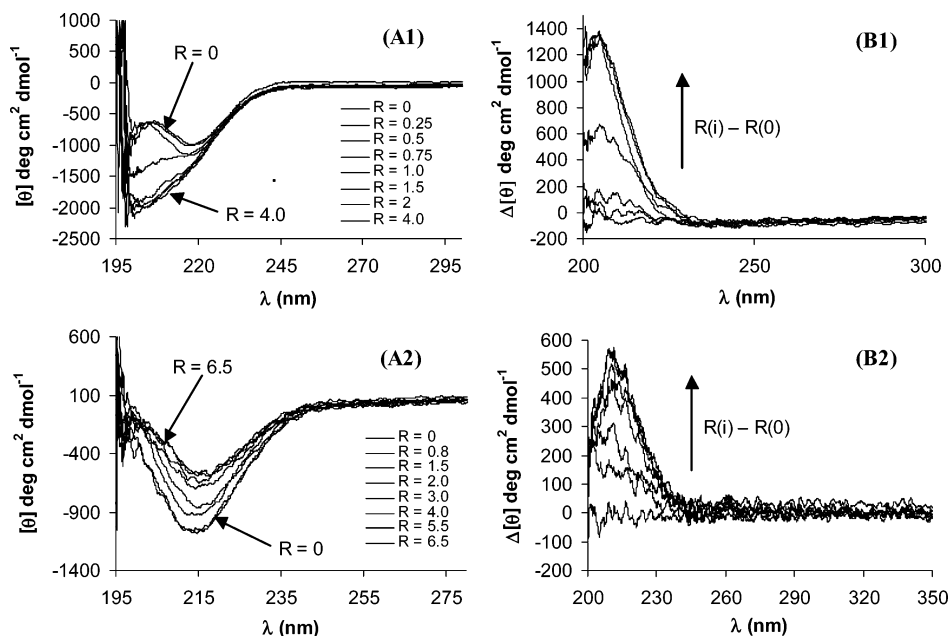 (A1)
1000
500
0
-500
-1000
-1500
-2000
-2500
[θ] deg cm² dmol⁻¹
R = 0
R = 4.0
R = 0
R = 0.25
R = 0.5
R = 0.75
R = 1.0
R = 1.5
R = 2
R = 4.0
195 220 245 270 295
λ (nm)
(B1)
1400
1200
1000
800
600
400
200
0
-200
Δ[θ] deg cm² dmol⁻¹
R(i) – R(0)
200 250 300
λ (nm)
(A2)
600
100
-400
-900
-1400
[θ] deg cm² dmol⁻¹
R = 6.5
R = 0
R = 0
R = 0.8
R = 1.5
R = 2.0
R = 3.0
R = 4.0
R = 5.5
R = 6.5
195 215 235 255 275
λ (nm)
(B2)
600
500
400
300
200
100
0
-100
-200
Δ[θ] deg cm² dmol⁻¹
R(i) – R(0)
200 230 260 290 320 350
λ (nm)